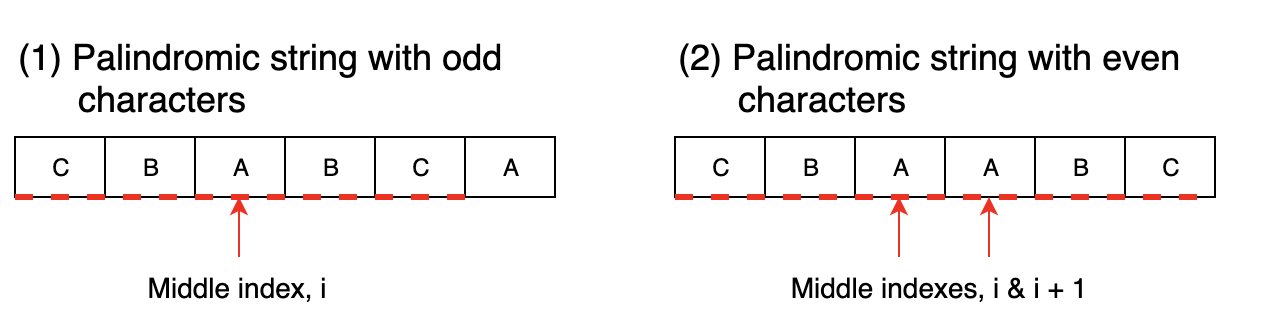 (1) Palindromic string with odd
characters
C B A B C A
Middle index, i
(2) Palindromic string with even
characters
C B A A B C
Middle indexes, i & i + 1